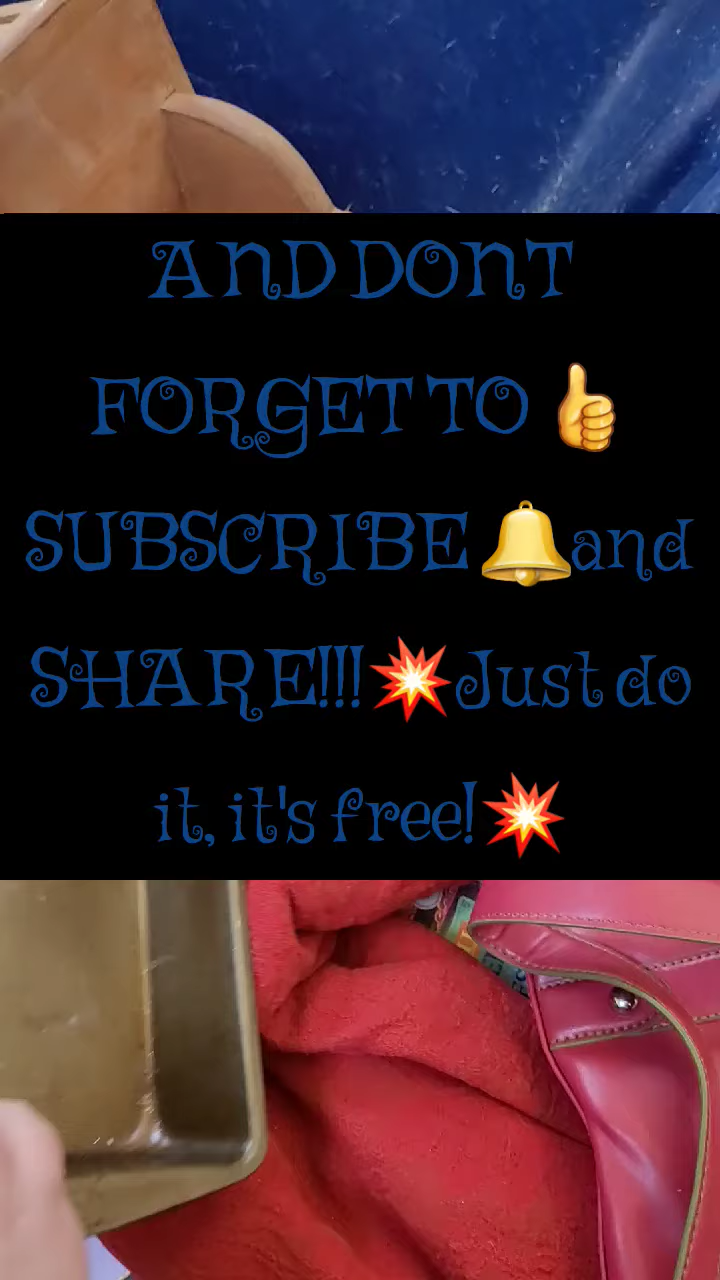 AND DONT
FORGET TO 👍
SUBSCRIBE 🔔and
SHARE!!! 💥Just do
it, it's free! 💥